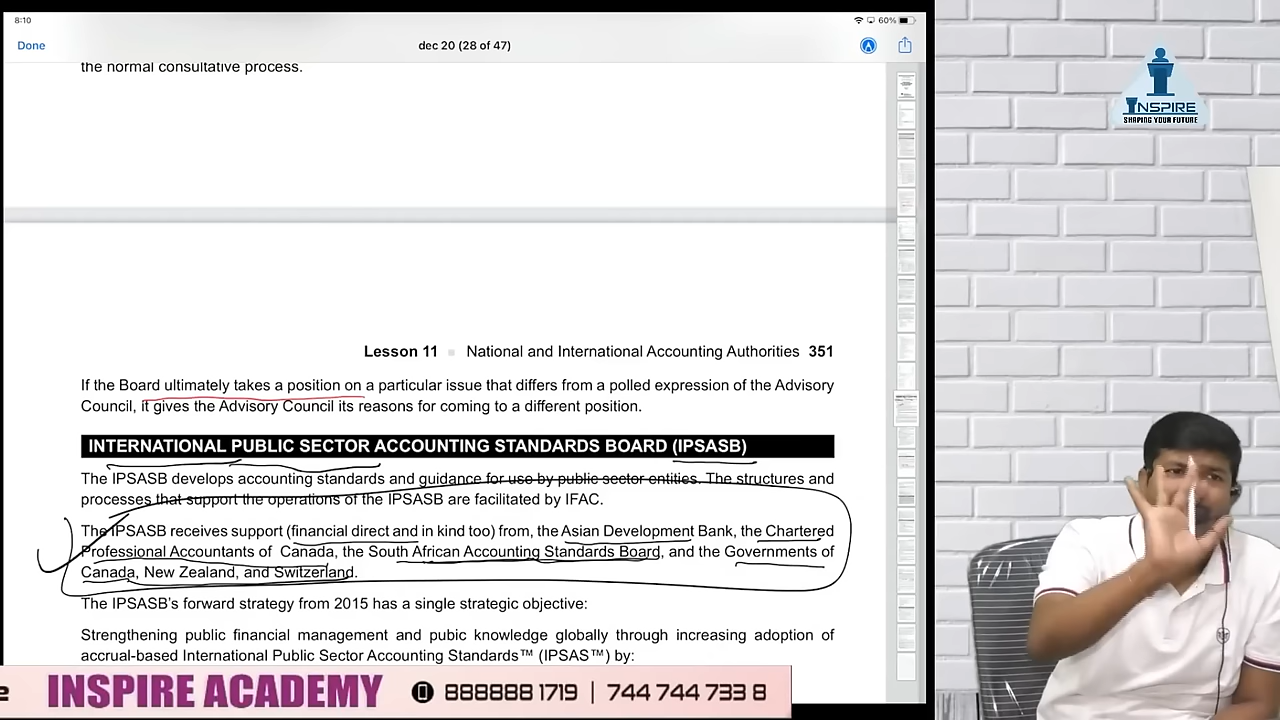 8:10
60%
Done
dec 20 (28 of 47)
the normal consultative process.
INSPIRE
SHAPING YOUR FUTURE
Lesson 11 National and International Accounting Authorities 351
If the Board ultimately takes a position on a particular issue that differs from a polled expression of the Advisory
Council, it gives the Advisory Council its reasons for coming to a different position.
INTERNATIONAL PUBLIC SECTOR ACCOUNTING STANDARDS BOARD (IPSASB)
The IPSASB develops accounting standards and guidance for use by public sector entities. The structures and
processes that support the operations of the IPSASB are facilitated by IFAC.
The IPSASB receives support (financial direct and in kind, too) from, the Asian Development Bank, the Chartered
Professional Accountants of Canada, the South African Accounting Standards Board, and the Governments of
Canada, New Zealand, and Switzerland.
The IPSASB's forward strategy from 2015 has a single strategic objective:
Strengthening public financial management and pubic knowledge globally through increasing adoption of
accrual-based International Public Sector Accounting Standards™ (IPSAS™) by:
e INSPIRE ACADEMY 888888 1719 | 744 744 733 8